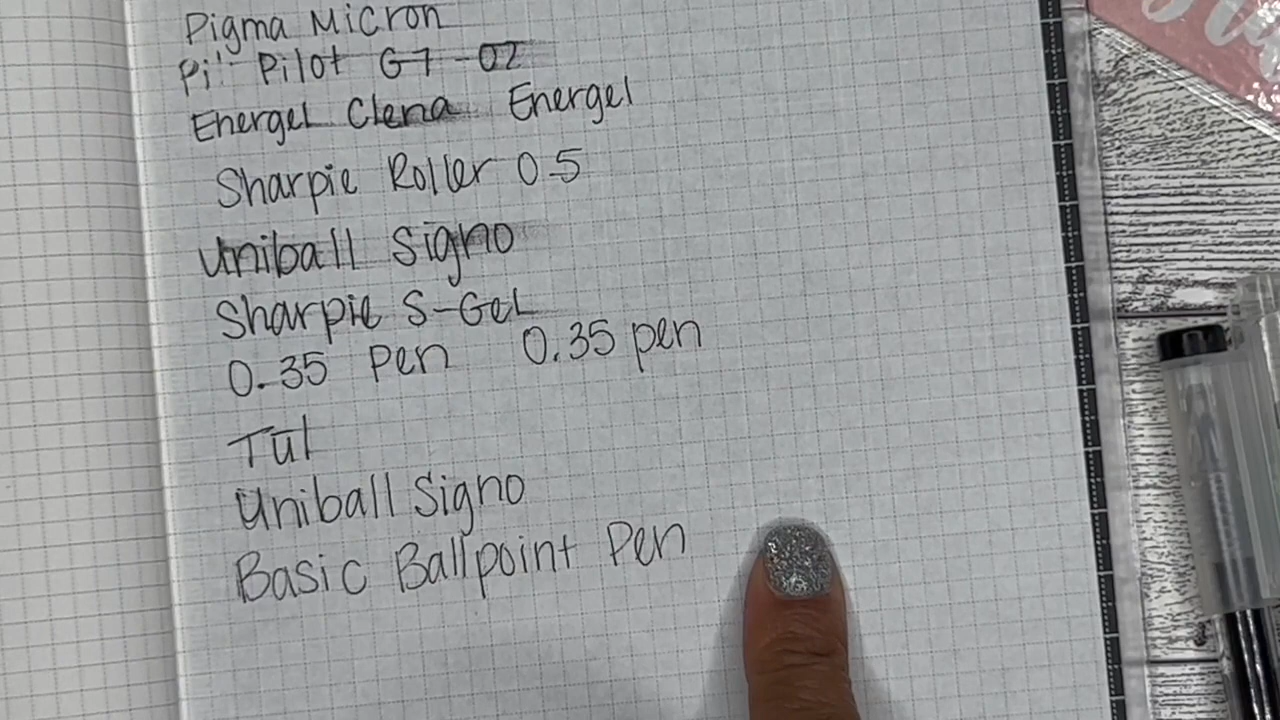 Pigma Micron
Pi Pilot G7-02
Energel Clena Energel
Sharpie Roller 0.5
Uniball Signo
Sharpie S-Gel
0.35 Pen 0.35 pen
Tul
Uniball Signo
Basic Ballpoint Pen